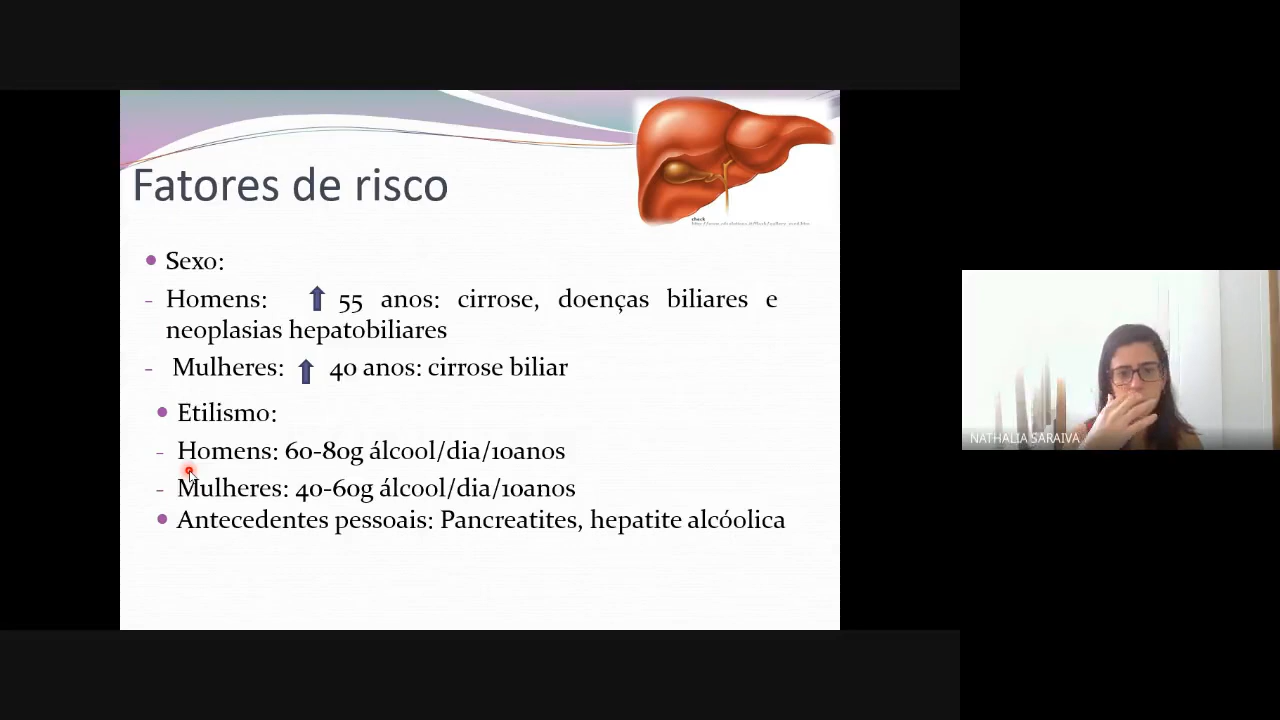 Fatores de risco
Sexo:
- Homens: 55 anos: cirrose, doenças biliares e
neoplasias hepatobiliares
- Mulheres: 40 anos: cirrose biliar
Etilismo:
- Homens: 60-80g álcool/dia/10anos
- Mulheres: 40-60g álcool/dia/10anos
Antecedentes pessoais: Pancreatites, hepatite alcóolica
NATHALIA SARAIVA